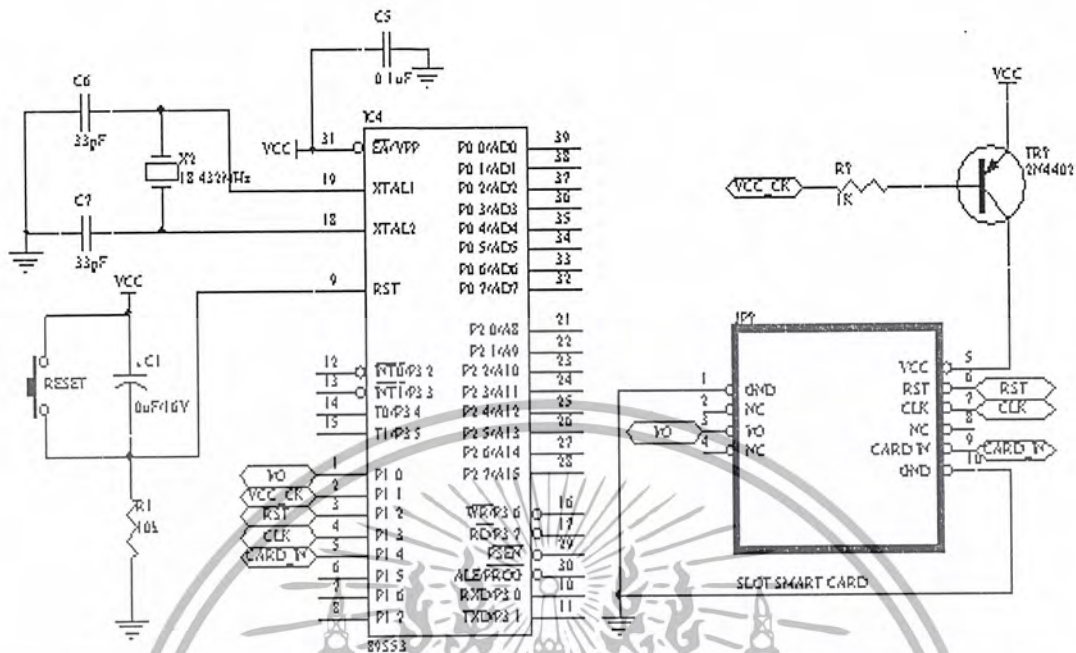 C5
0.1uF
C6
33pF
X2
18.432MHz
C7
33pF
VCC
RESET
C1
0uF/16V
R1
10k
IC4
VCC
31 EA/VPP
19 XTAL1
18 XTAL2
9 RST
12 INT0/P3.2
13 INT1/P3.3
14 T0/P3.4
15 T1/P3.5
I/O 1 P1.0
VCC_CK 2 P1.1
RST 3 P1.2
CLK 4 P1.3
CARD_IN 5 P1.4
6 P1.5
7 P1.6
8 P1.7
P0.0/AD0 39
P0.1/AD1 38
P0.2/AD2 37
P0.3/AD3 36
P0.4/AD4 35
P0.5/AD5 34
P0.6/AD6 33
P0.7/AD7 32
P2.0/A8 21
P2.1/A9 22
P2.2/A10 23
P2.3/A11 24
P2.4/A12 25
P2.5/A13 26
P2.6/A14 27
P2.7/A15 28
WR/P3.6 16
RD/P3.7 17
PSEN 29
ALE/PROG 30
RXD/P3.0 10
TXD/P3.1 11
89S53
VCC
TR?
2N4402
VCC_CK
R?
1K
JP?
1 GND
2 NC
I/O 3 I/O
4 NC
VCC 5
RST 6 RST
CLK 7 CLK
NC 8
CARD IN 9 CARD_IN
GND 10
SLOT SMART CARD